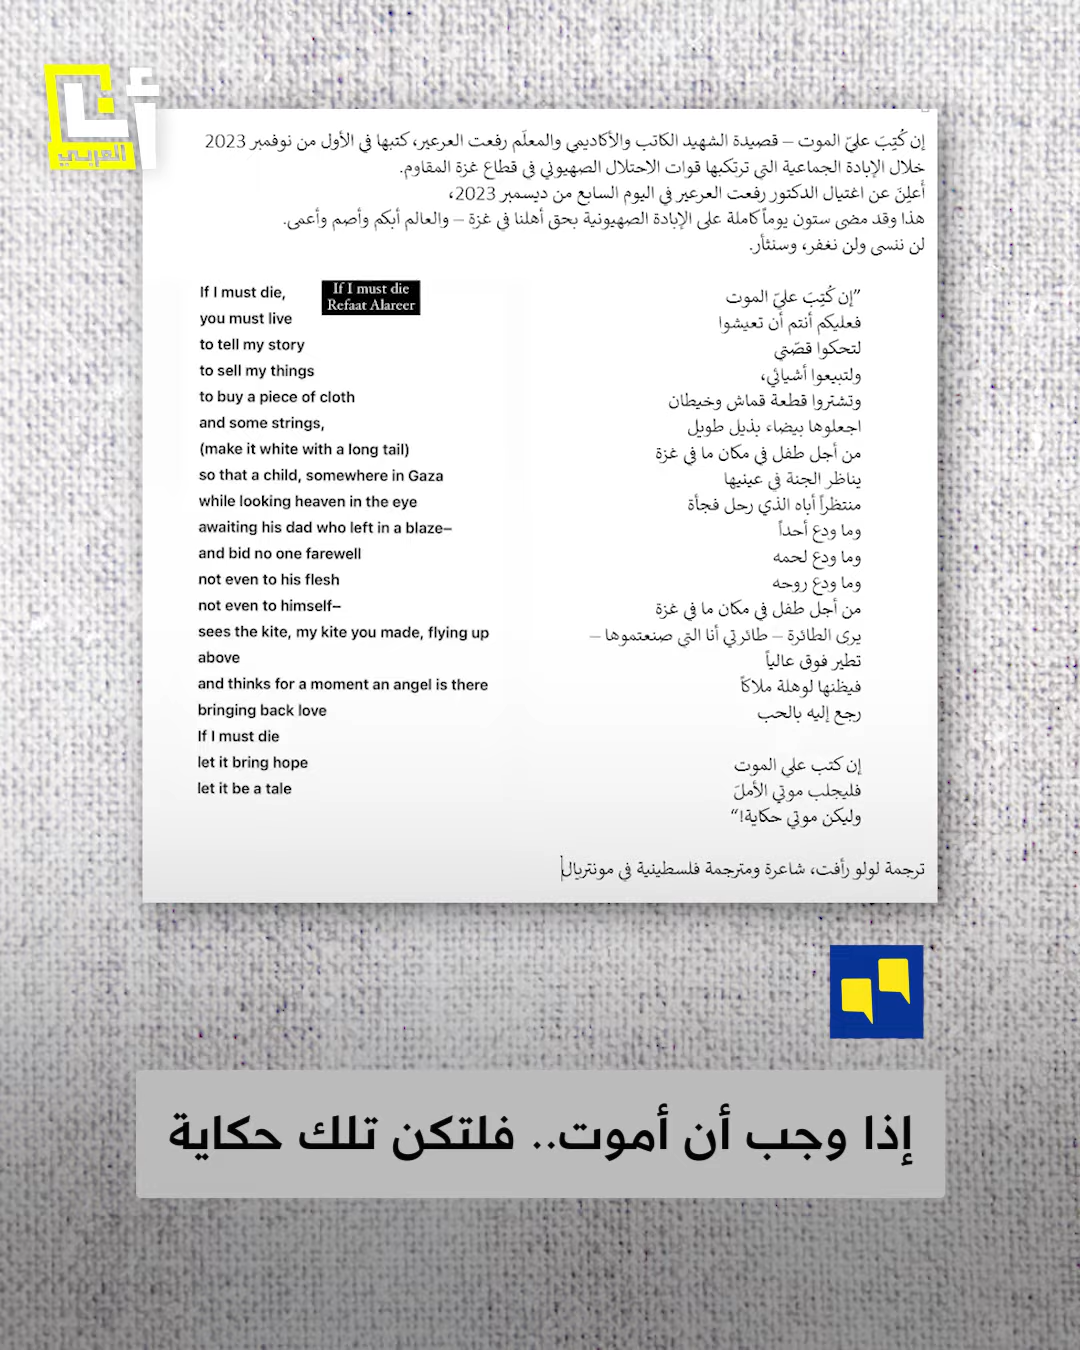 أنا
العربي
إن كُتِبَ عليّ الموت – قصيدة الشهيد الكاتب والأكاديمي والمعلَم رفعت العرعير، كتبها في الأول من نوفمبر 2023
خلال الإبادة الجماعية التي ترتكبها قوات الاحتلال الصهيوني في قطاع غزة المقاوم.
أُعلِنَ عن اغتيال الدكتور رفعت العرعير في اليوم السابع من ديسمبر 2023،
هذا وقد مضى ستون يوماً كاملة على الإبادة الصهيونية بحق أهلنا في غزة – والعالم أبكم وأصم وأعمى.
لن ننسى ولن نغفر، وسنثأر.
If I must die,
you must live
to tell my story
to sell my things
to buy a piece of cloth
and some strings,
(make it white with a long tail)
so that a child, somewhere in Gaza
while looking heaven in the eye
awaiting his dad who left in a blaze–
and bid no one farewell
not even to his flesh
not even to himself–
sees the kite, my kite you made, flying up
above
and thinks for a moment an angel is there
bringing back love
If I must die
let it bring hope
let it be a tale
If I must die
Refaat Alareer
"إن كُتِبَ عليّ الموت
فعليكم أنتم أن تعيشوا
لتحكوا قصّتي
ولتبيعوا أشيائي،
وتشتروا قطعة قماش وخيطان
اجعلوها بيضاء بذيل طويل
من أجل طفل في مكان ما في غزة
يناظر الجنة في عينيها
منتظراً أباه الذي رحل فجأة
وما ودع أحداً
وما ودع لحمه
وما ودع روحه
من أجل طفل في مكان ما في غزة
يرى الطائرة – طائرتي أنا التي صنعتموها –
تطير فوق عالياً
فيظنها لوهلة ملاكاً
رجع إليه بالحب
إن كتب علي الموت
فليجلب موتي الأملَ
وليكن موتي حكاية!"
ترجمة لولو رأفت، شاعرة ومترجمة فلسطينية في مونتريال
إذا وجب أن أموت.. فلتكن تلك حكاية